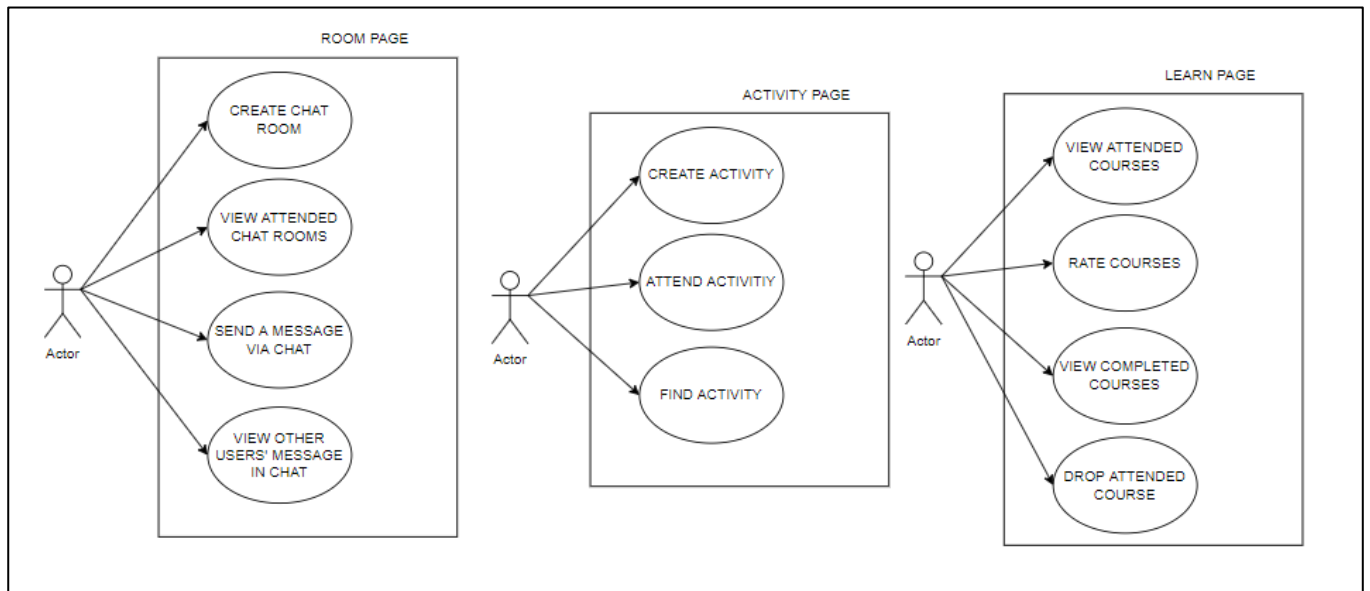 ROOM PAGE
CREATE CHAT
ROOM
VIEW ATTENDED
CHAT ROOMS
SEND A MESSAGE
VIA CHAT
VIEW OTHER
USERS' MESSAGE
IN CHAT
Actor
ACTIVITY PAGE
CREATE ACTIVITY
ATTEND ACTIVITIY
FIND ACTIVITY
Actor
LEARN PAGE
VIEW ATTENDED
COURSES
RATE COURSES
VIEW COMPLETED
COURSES
DROP ATTENDED
COURSE
Actor